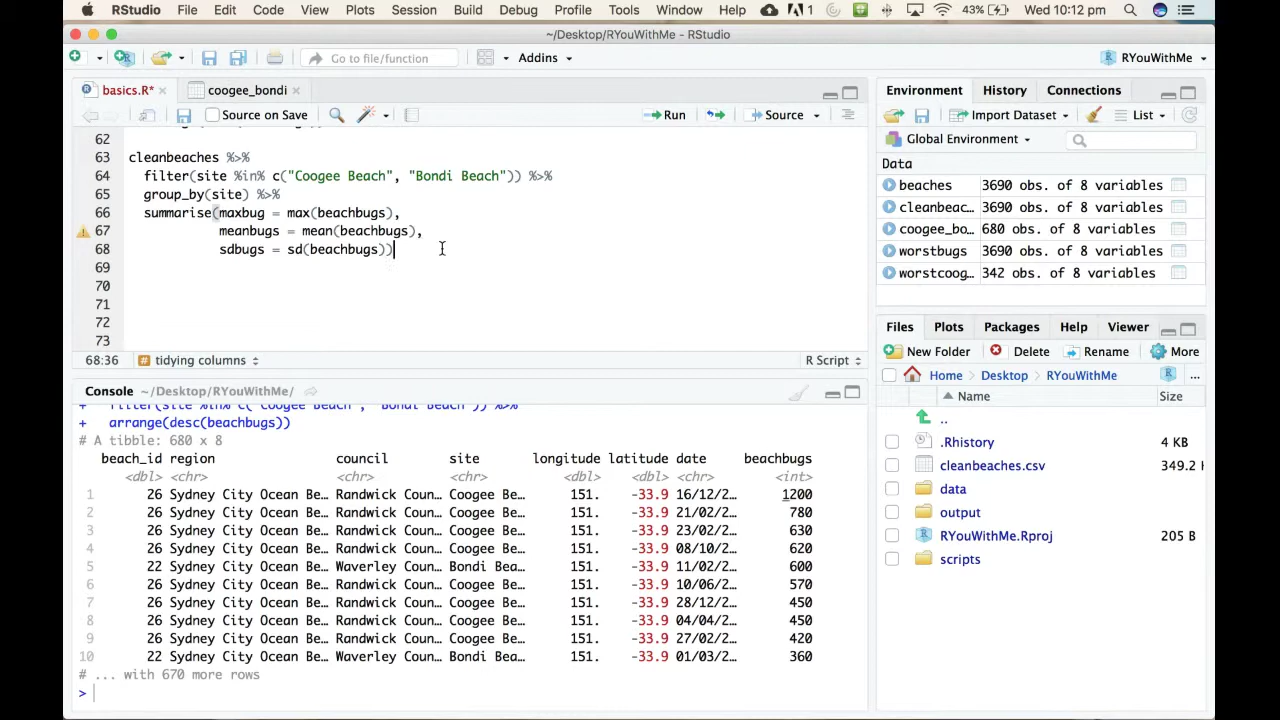 RStudio File Edit Code View Plots Session Build Debug Profile Tools Window Help 1 43% Wed 10:12 pm
~/Desktop/RYouWithMe - RStudio
Go to file/function Addins RYouWithMe
basics.R* coogee_bondi
Source on Save Run Source
62
63 cleanbeaches %>%
64 filter(site %in% c("Coogee Beach", "Bondi Beach")) %>%
65 group_by(site) %>%
66 summarise(maxbug = max(beachbugs),
67 meanbugs = mean(beachbugs),
68 sdbugs = sd(beachbugs))
69
70
71
72
73
68:36 tidying columns R Script
Console ~/Desktop/RYouWithMe/
+ filter(site %in% c("Coogee Beach", "Bondi Beach")) %>%
+ arrange(desc(beachbugs))
# A tibble: 680 x 8
beach_id region council site longitude latitude date beachbugs
<dbl> <chr> <chr> <chr> <dbl> <dbl> <chr> <int>
1 26 Sydney City Ocean Be… Randwick Coun… Coogee Be… 151. -33.9 16/12/2… 1200
2 26 Sydney City Ocean Be… Randwick Coun… Coogee Be… 151. -33.9 21/02/2… 780
3 26 Sydney City Ocean Be… Randwick Coun… Coogee Be… 151. -33.9 23/02/2… 630
4 26 Sydney City Ocean Be… Randwick Coun… Coogee Be… 151. -33.9 08/10/2… 620
5 22 Sydney City Ocean Be… Waverley Coun… Bondi Bea… 151. -33.9 11/02/2… 600
6 26 Sydney City Ocean Be… Randwick Coun… Coogee Be… 151. -33.9 10/06/2… 570
7 26 Sydney City Ocean Be… Randwick Coun… Coogee Be… 151. -33.9 28/12/2… 450
8 26 Sydney City Ocean Be… Randwick Coun… Coogee Be… 151. -33.9 04/04/2… 450
9 26 Sydney City Ocean Be… Randwick Coun… Coogee Be… 151. -33.9 27/02/2… 420
10 22 Sydney City Ocean Be… Waverley Coun… Bondi Bea… 151. -33.9 01/03/2… 360
# ... with 670 more rows
>
Environment History Connections
Import Dataset List
Global Environment
Data
beaches 3690 obs. of 8 variables
cleanbeac… 3690 obs. of 8 variables
coogee_bo… 680 obs. of 8 variables
worstbugs 3690 obs. of 8 variables
worstcoog… 342 obs. of 8 variables
Files Plots Packages Help Viewer
New Folder Delete Rename More
Home Desktop RYouWithMe ...
Name Size
..
.Rhistory 4 KB
cleanbeaches.csv 349.2
data
output
RYouWithMe.Rproj 205 B
scripts